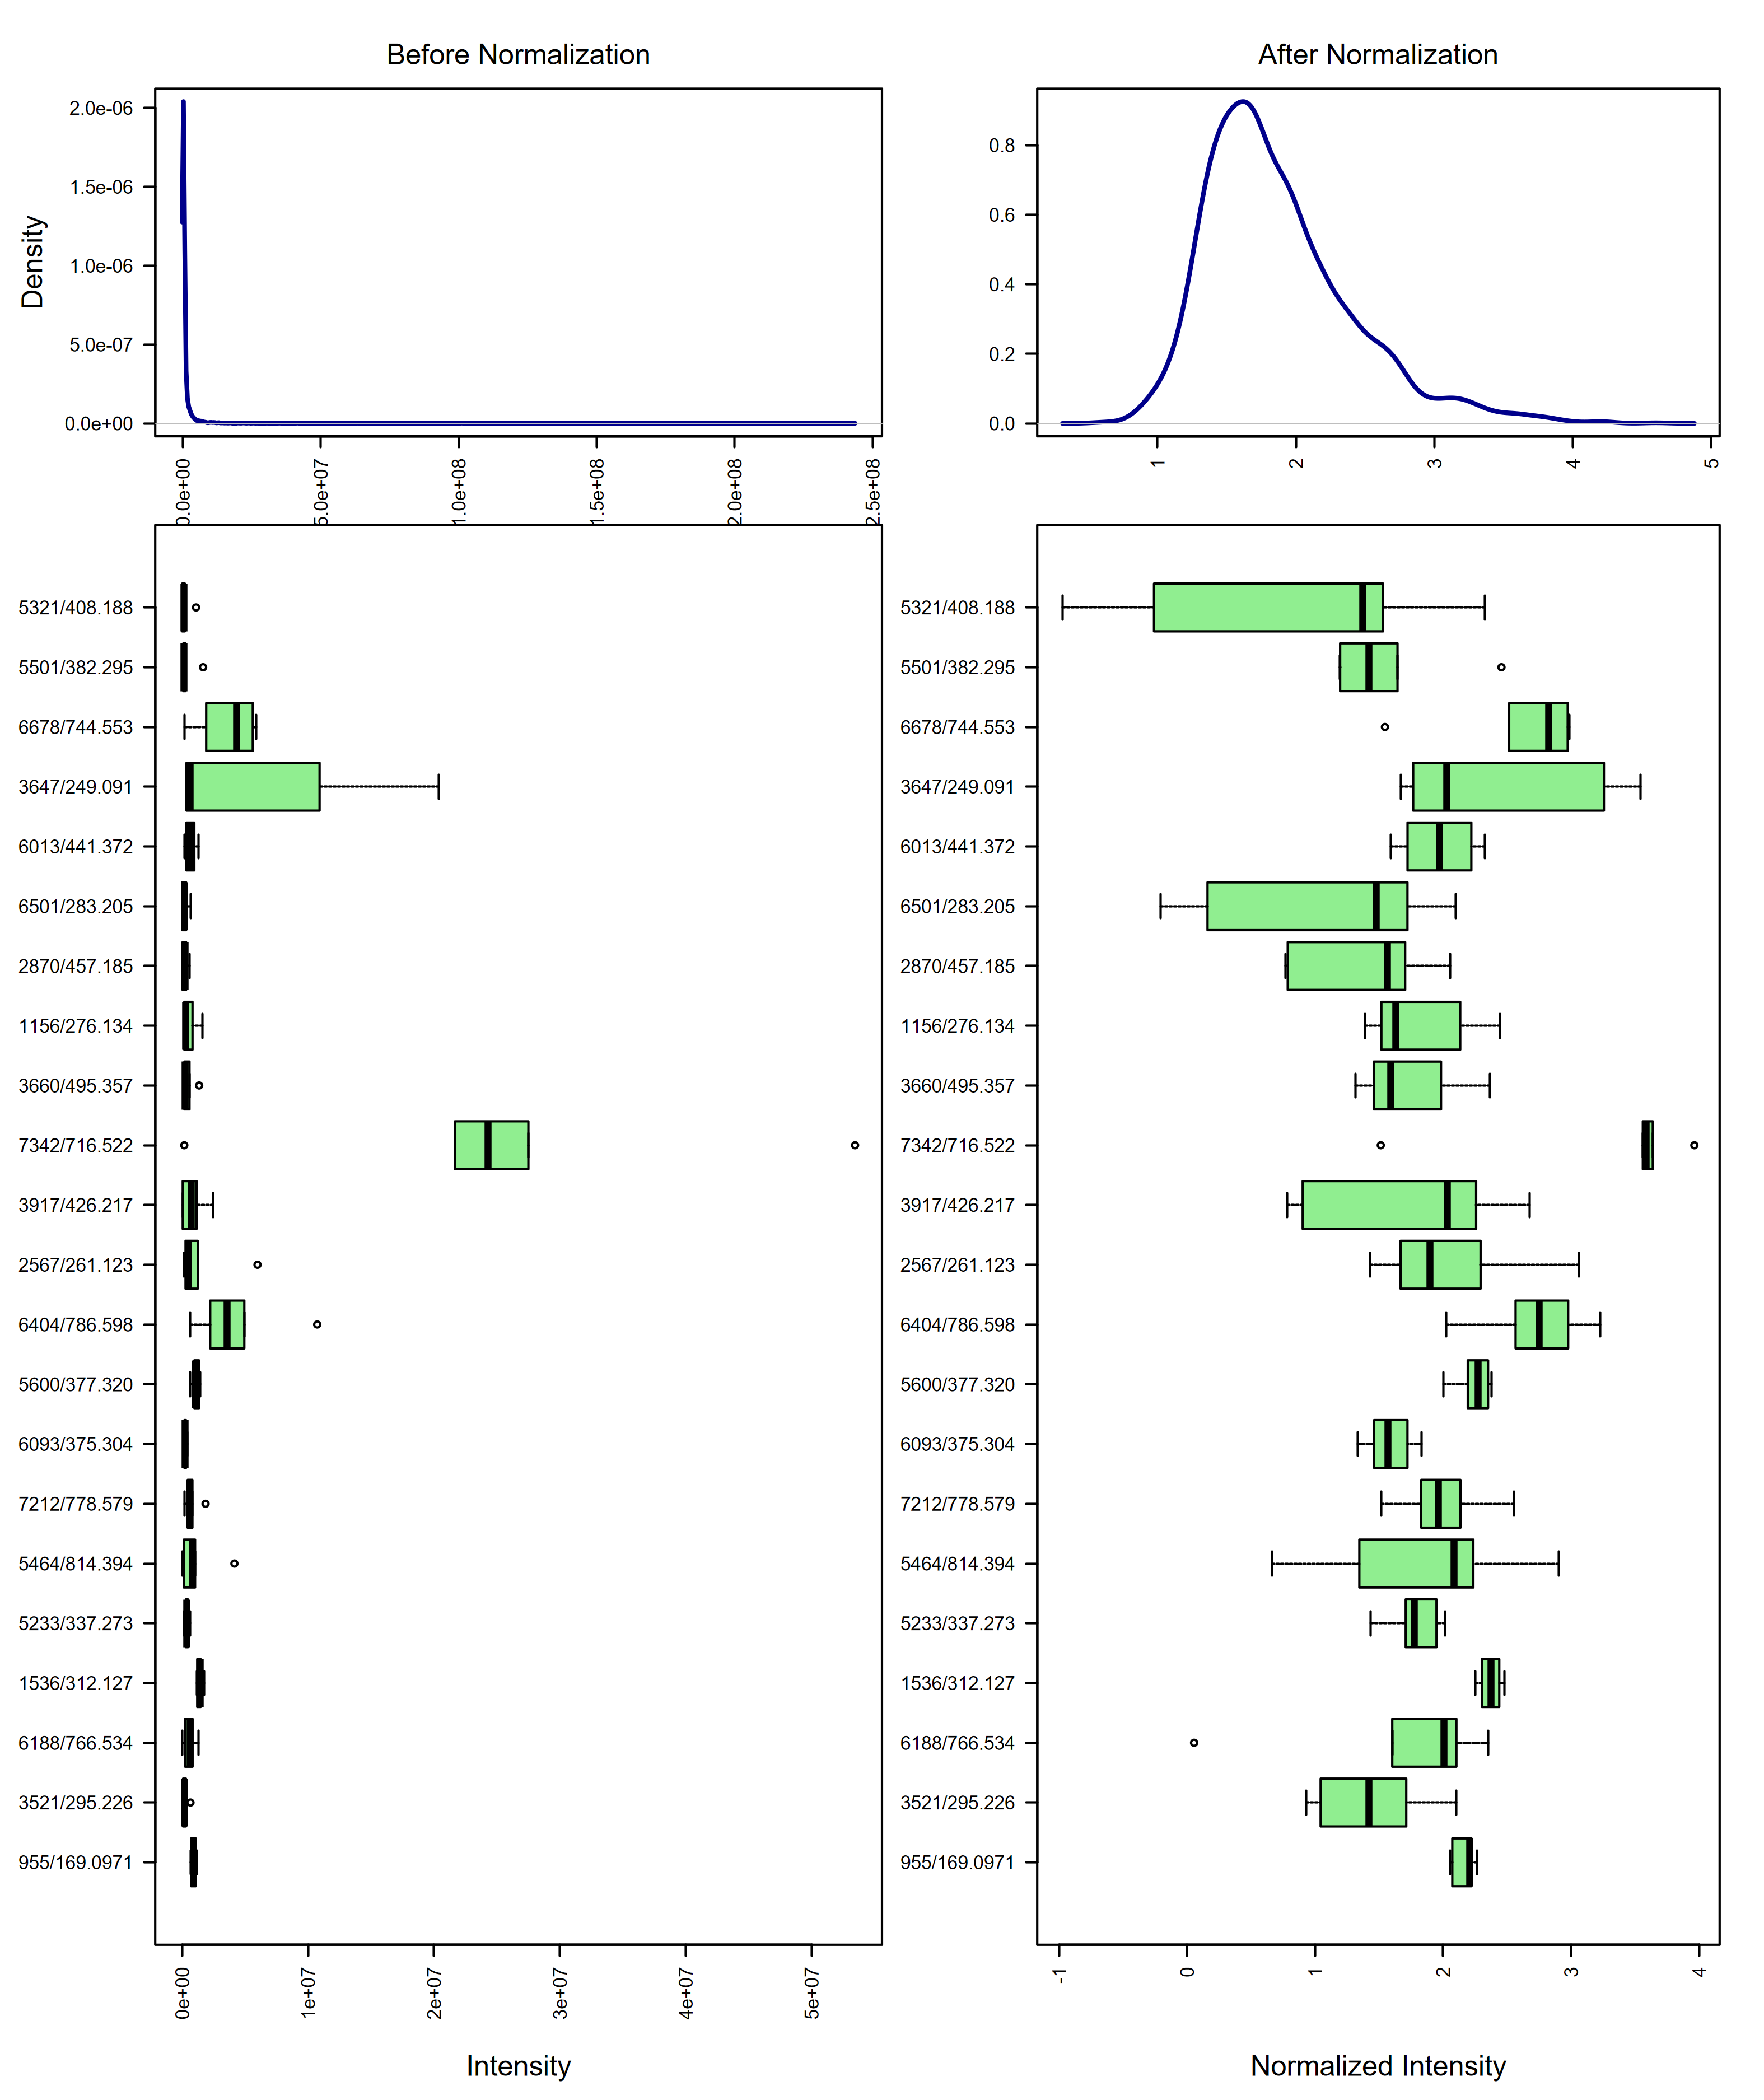 Before Normalization
After Normalization
Density
2.0e-06
1.5e-06
1.0e-06
5.0e-07
0.0e+00
0.0e+00
5.0e+07
1.0e+08
1.5e+08
2.0e+08
2.5e+08
0.8
0.6
0.4
0.2
0.0
1
2
3
4
5
5321/408.188
5501/382.295
6678/744.553
3647/249.091
6013/441.372
6501/283.205
2870/457.185
1156/276.134
3660/495.357
7342/716.522
3917/426.217
2567/261.123
6404/786.598
5600/377.320
6093/375.304
7212/778.579
5464/814.394
5233/337.273
1536/312.127
6188/766.534
3521/295.226
955/169.0971
0e+00
1e+07
2e+07
3e+07
4e+07
5e+07
Intensity
5321/408.188
5501/382.295
6678/744.553
3647/249.091
6013/441.372
6501/283.205
2870/457.185
1156/276.134
3660/495.357
7342/716.522
3917/426.217
2567/261.123
6404/786.598
5600/377.320
6093/375.304
7212/778.579
5464/814.394
5233/337.273
1536/312.127
6188/766.534
3521/295.226
955/169.0971
-1
0
1
2
3
4
Normalized Intensity